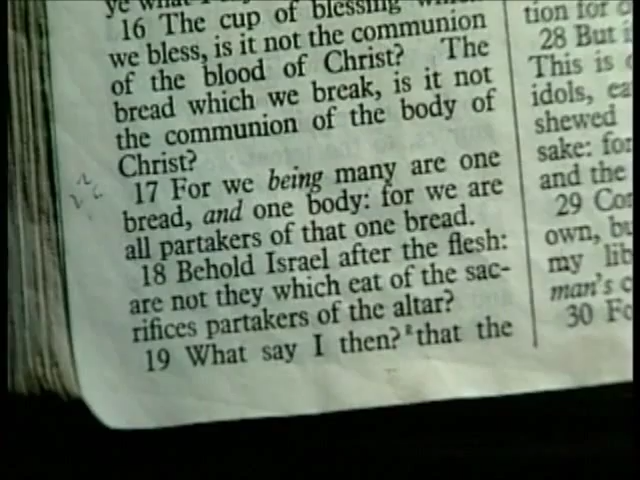 ye what I
16 The cup of blessing which
we bless, is it not the communion
of the blood of Christ? The
bread which we break, is it not
the communion of the body of
Christ?
17 For we being many are one
bread, and one body: for we are
all partakers of that one bread.
18 Behold Israel after the flesh:
are not they which eat of the sac-
rifices partakers of the altar?
19 What say I then? that the
tion for
28 But
This is
idols,
shewed
sake: for
and the
29
own,
my
man's
30